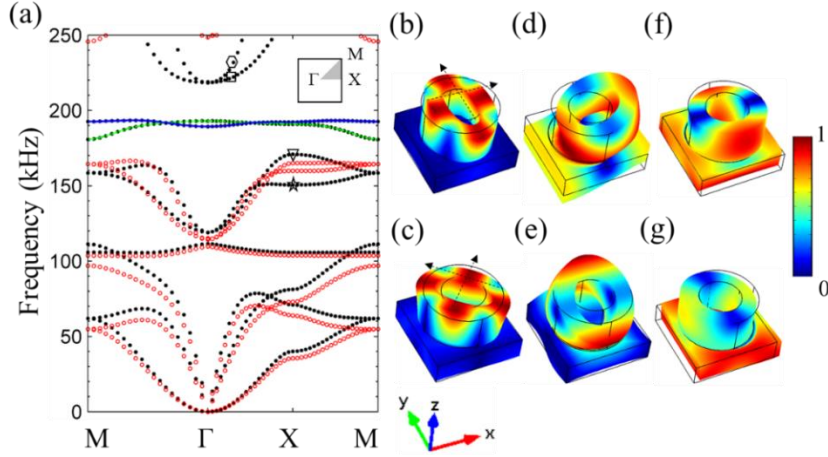 (a)
250
200
150
100
50
0
Frequency (kHz)
M Γ X M
M
Γ X
(b) (d) (f)
(c) (e) (g)
1
0
y z x